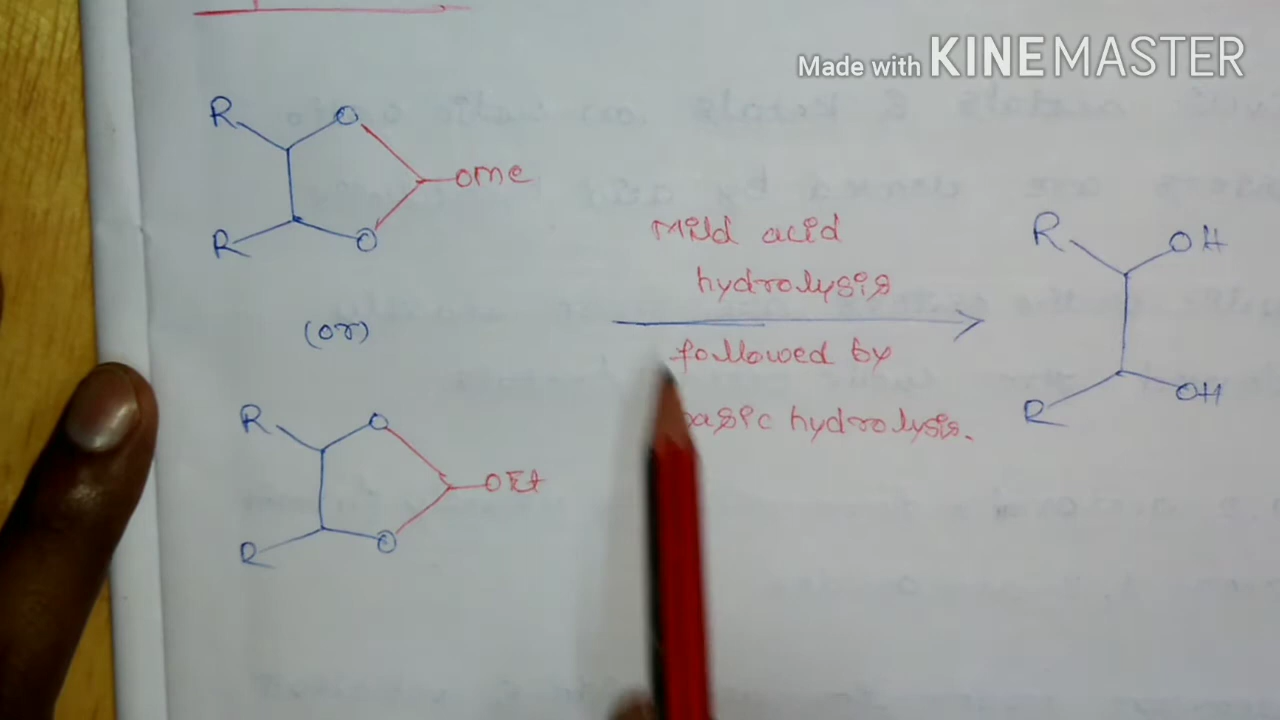 Made with KINEMASTER
R
O
OMe
R
O
Mild acid
hydrolysis
followed by
basic hydrolysis.
(or)
R
O
OEt
R
O
R
OH
R
OH